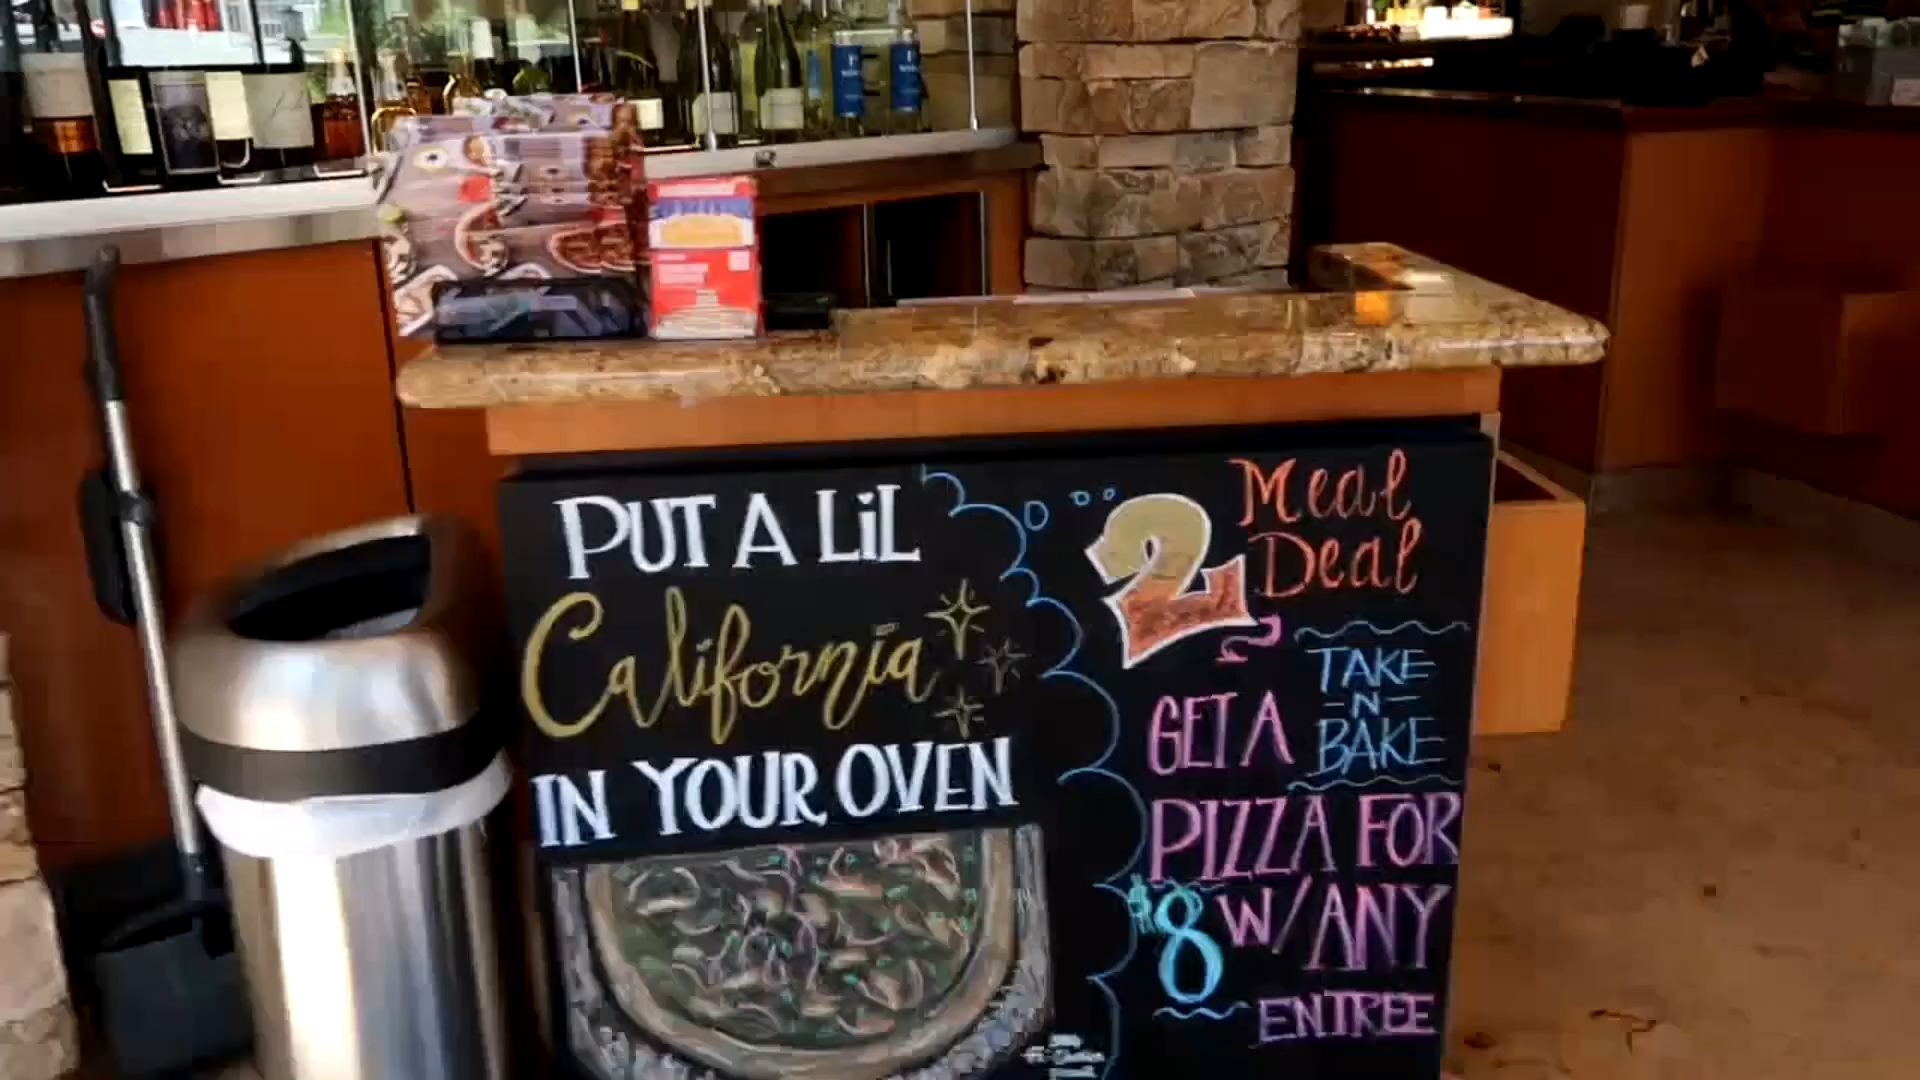 PUT A LiL
California
IN YOUR OVEN
2 Meal
Deal
GET A
TAKE
-N-
BAKE
PIZZA FOR
$8 W/ANY
ENTREE